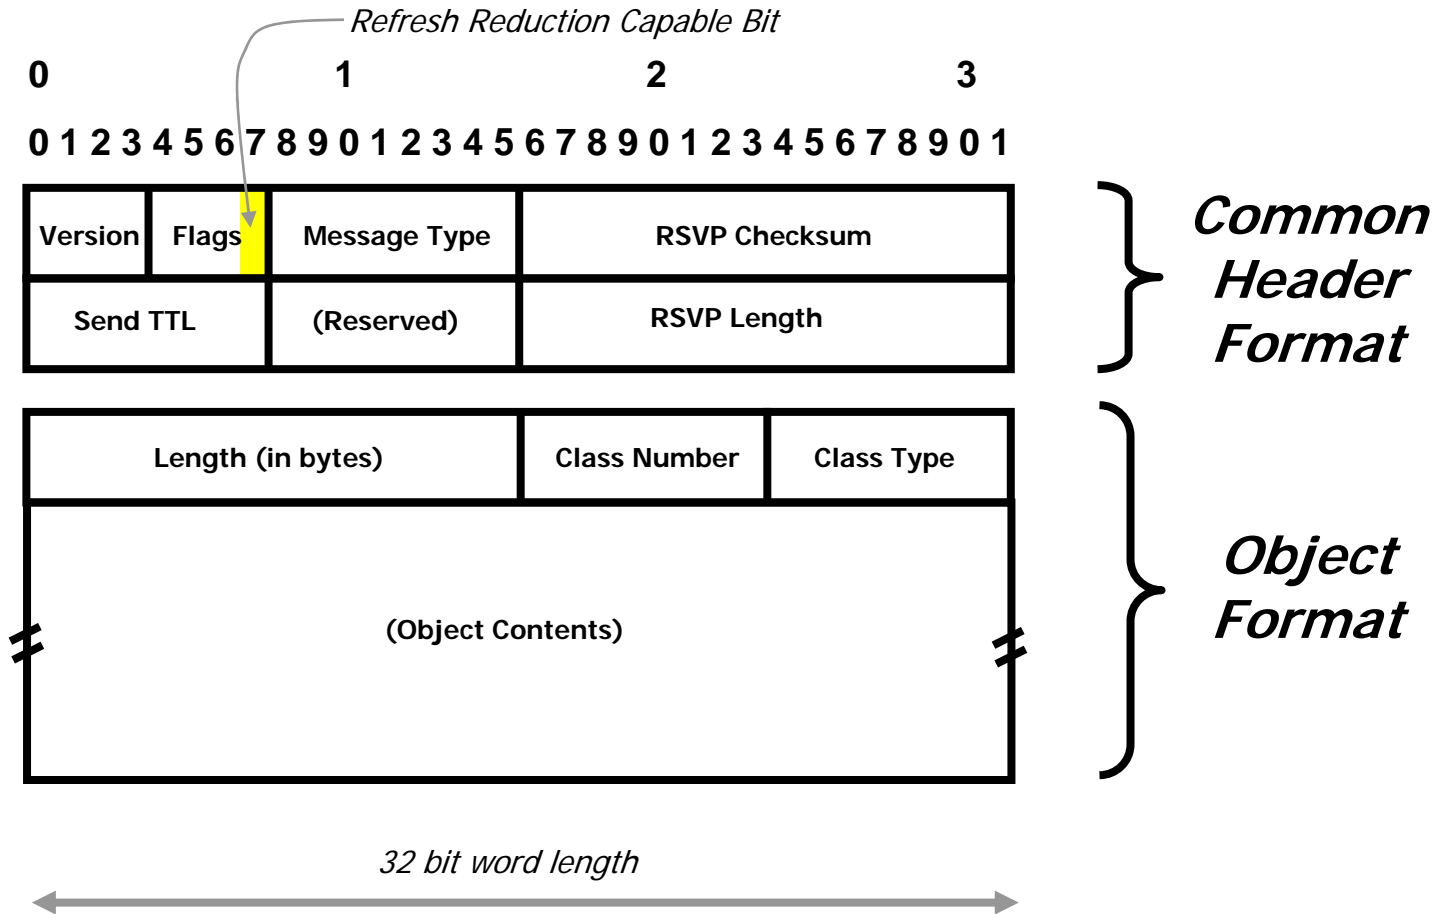 Refresh Reduction Capable Bit
0 1 2 3
0 1 2 3 4 5 6 7 8 9 0 1 2 3 4 5 6 7 8 9 0 1 2 3 4 5 6 7 8 9 0 1
Version Flags Message Type RSVP Checksum
Send TTL (Reserved) RSVP Length
Common
Header
Format
Length (in bytes) Class Number Class Type
(Object Contents)
Object
Format
32 bit word length